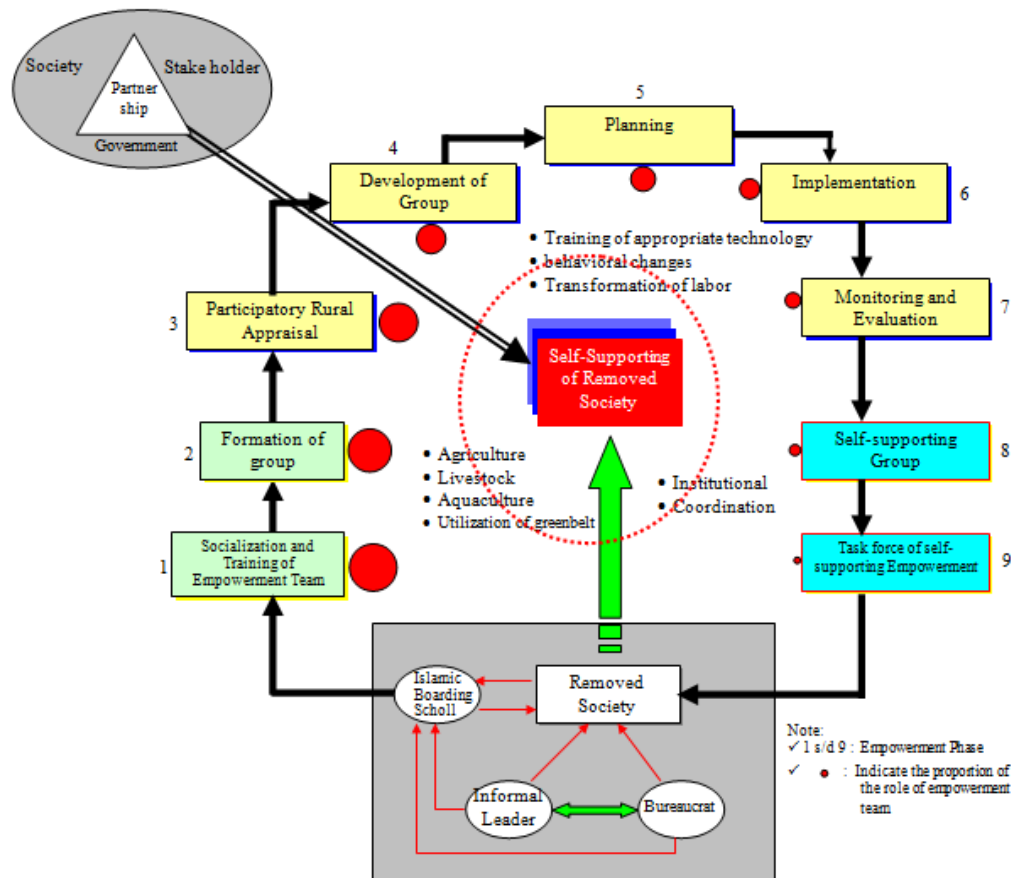 Society
Stake holder
Partner
ship
Government
5
Planning
4
Development of
Group
Implementation
6
• Training of appropriate technology
• behavioral changes
• Transformation of labor
3
Participatory Rural
Appraisal
Monitoring and
Evaluation
7
Self-Supporting
of Removed
Society
2
Formation of
group
• Agriculture
• Livestock
• Aquaculture
• Utilization of greenbelt
• Institutional
• Coordination
Self-supporting
Group
8
1
Socialization and
Training of
Empowerment Team
Task force of self-
supporting Empowerment
9
Islamic
Boarding
Scholl
Removed
Society
Informal
Leader
Bureaucrat
Note:
✓ 1 s/d 9 : Empowerment Phase
✓ : Indicate the proportion of
the role of empowerment
team